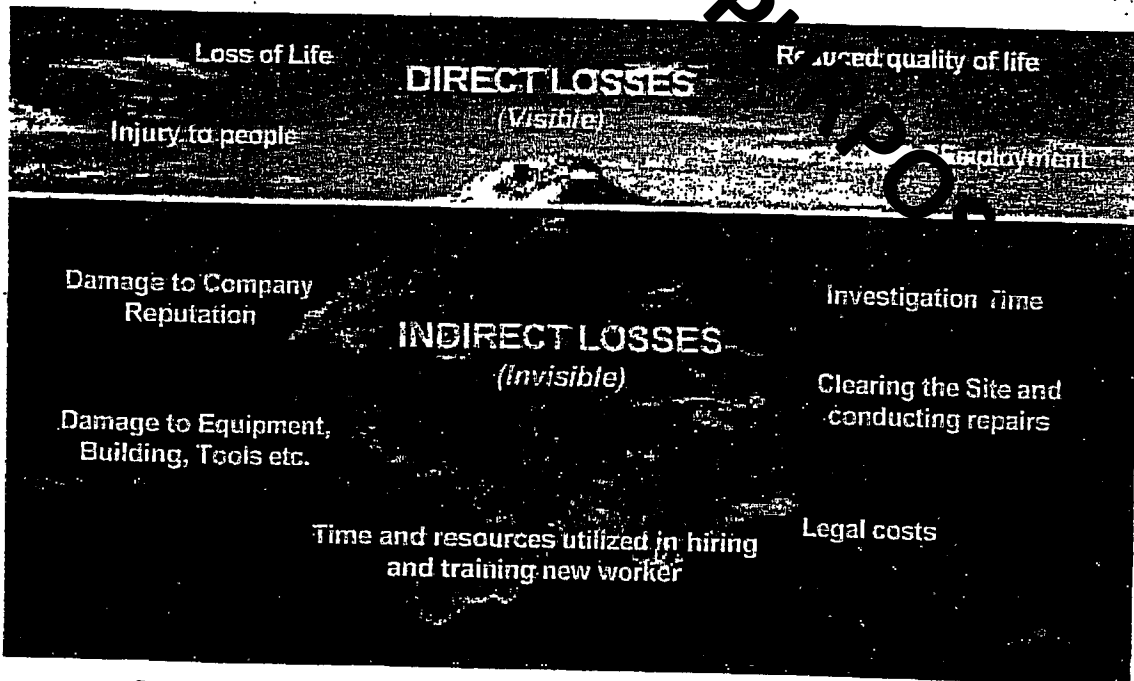 Loss of Life
DIRECT LOSSES
(Visible)
Reduced quality of life
Injury to people
Employment
Damage to Company
Reputation
INDIRECT LOSSES
(Invisible)
Investigation Time
Clearing the Site and
conducting repairs
Damage to Equipment,
Building, Tools etc.
Time and resources utilized in hiring
and training new worker
Legal costs